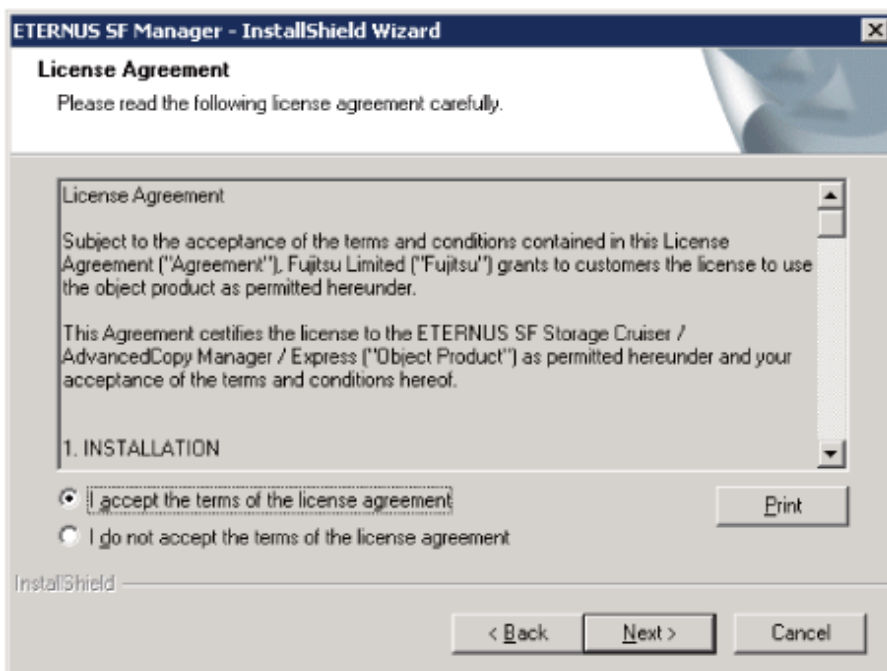 ETERNUS SF Manager - InstallShield Wizard
License Agreement
Please read the following license agreement carefully.
License Agreement
Subject to the acceptance of the terms and conditions contained in this License
Agreement ("Agreement"), Fujitsu Limited ("Fujitsu") grants to customers the license to use
the object product as permitted hereunder.
This Agreement certifies the license to the ETERNUS SF Storage Cruiser /
AdvancedCopy Manager / Express ("Object Product") as permitted hereunder and your
acceptance of the terms and conditions hereof.
1. INSTALLATION
I accept the terms of the license agreement
Print
I do not accept the terms of the license agreement
InstallShield
< Back
Next >
Cancel